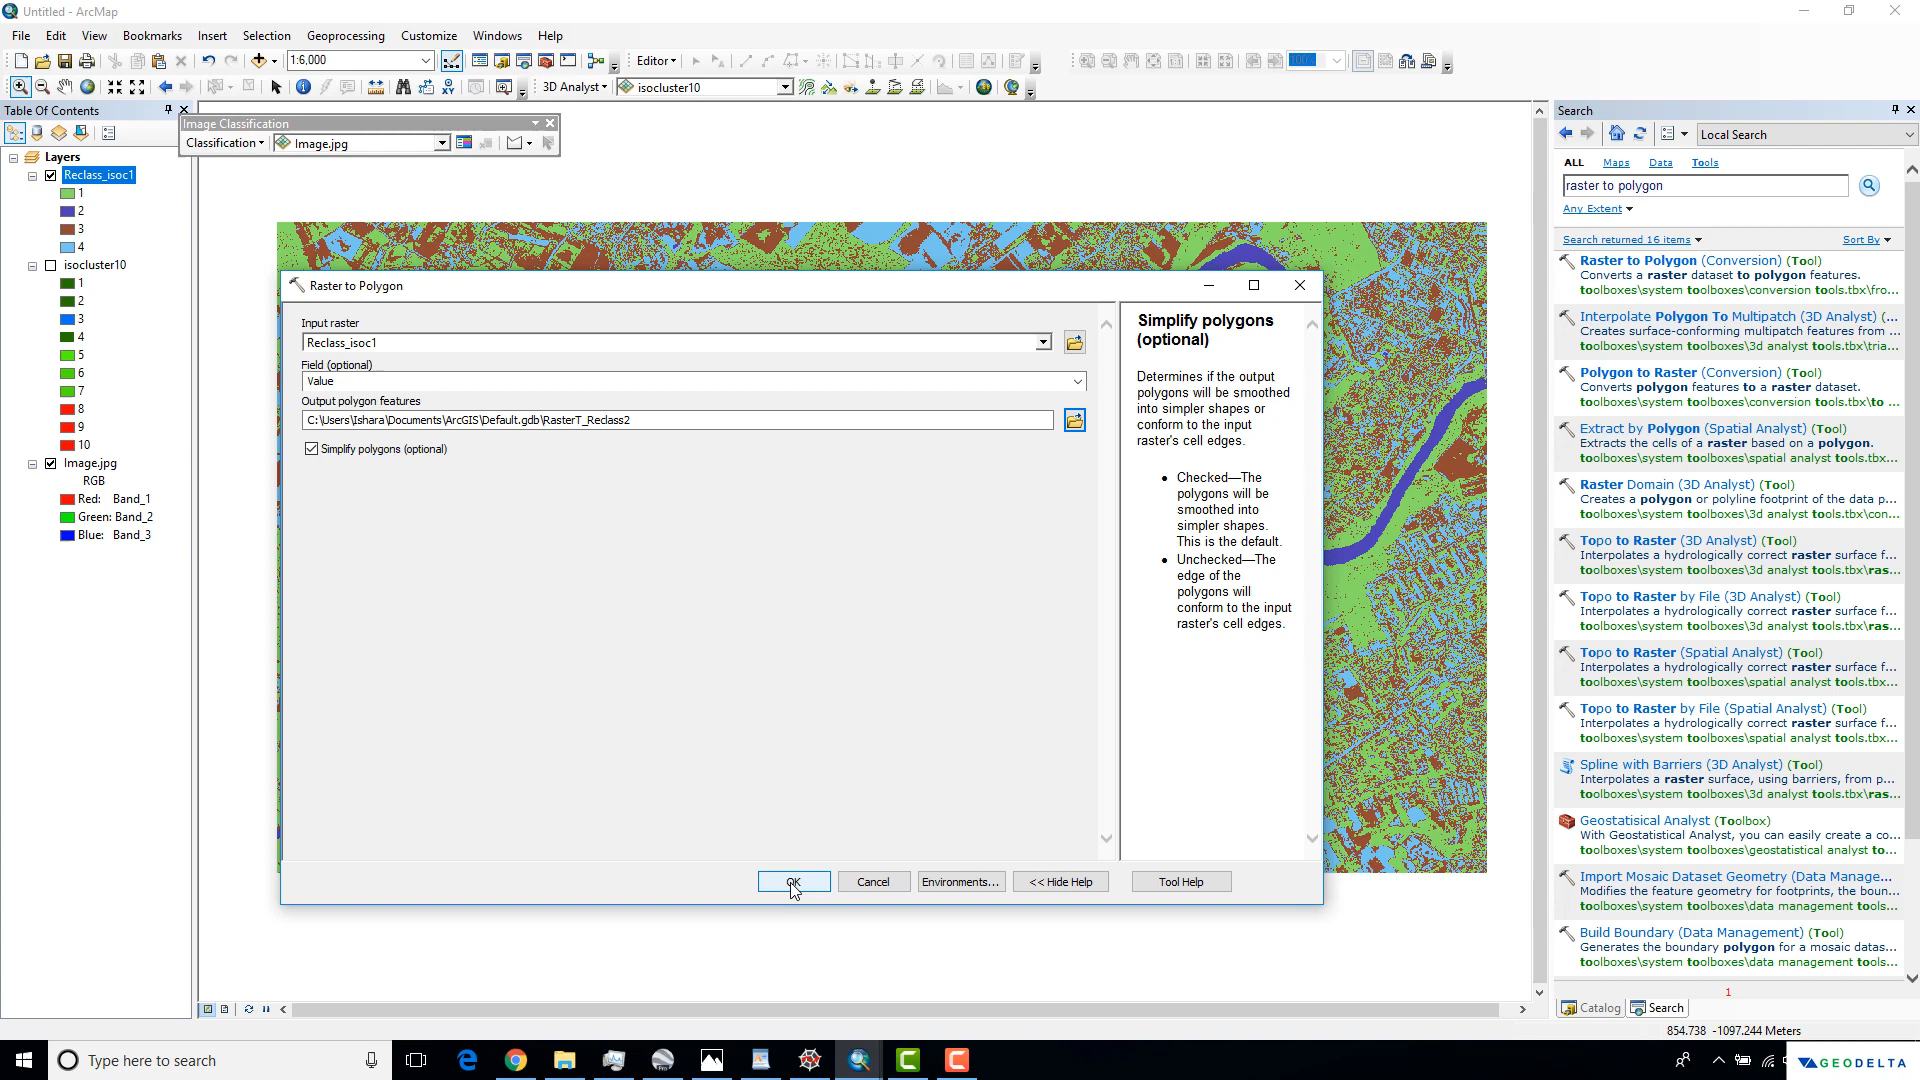 Untitled - ArcMap
File Edit View Bookmarks Insert Selection Geoprocessing Customize Windows Help
1:6,000
Editor
100%
3D Analyst
isocluster10
Table Of Contents
Image Classification
Classification
Image.jpg
Layers
Reclass_isoc1
1
2
3
4
isocluster10
1
2
3
4
5
6
7
8
9
10
Image.jpg
RGB
Red: Band_1
Green: Band_2
Blue: Band_3
Raster to Polygon
Input raster
Reclass_isoc1
Field (optional)
Value
Output polygon features
C:\Users\Ishara\Documents\ArcGIS\Default.gdb\RasterT_Reclass2
Simplify polygons (optional)
Simplify polygons
(optional)
Determines if the output
polygons will be smoothed
into simpler shapes or
conform to the input
raster's cell edges.
• Checked—The
polygons will be
smoothed into
simpler shapes.
This is the default.
• Unchecked—The
edge of the
polygons will
conform to the input
raster's cell edges.
OK
Cancel
Environments...
<< Hide Help
Tool Help
Search
Local Search
ALL Maps Data Tools
raster to polygon
Any Extent
Search returned 16 items
Sort By
Raster to Polygon (Conversion) (Tool)
Converts a raster dataset to polygon features.
toolboxes\system toolboxes\conversion tools.tbx\fro...
Interpolate Polygon To Multipatch (3D Analyst) (...
Creates surface-conforming multipatch features from ...
toolboxes\system toolboxes\3d analyst tools.tbx\tria...
Polygon to Raster (Conversion) (Tool)
Converts polygon features to a raster dataset.
toolboxes\system toolboxes\conversion tools.tbx\to ...
Extract by Polygon (Spatial Analyst) (Tool)
Extracts the cells of a raster based on a polygon.
toolboxes\system toolboxes\spatial analyst tools.tbx...
Raster Domain (3D Analyst) (Tool)
Creates a polygon or polyline footprint of the data p...
toolboxes\system toolboxes\3d analyst tools.tbx\con...
Topo to Raster (3D Analyst) (Tool)
Interpolates a hydrologically correct raster surface f...
toolboxes\system toolboxes\3d analyst tools.tbx\ras...
Topo to Raster by File (3D Analyst) (Tool)
Interpolates a hydrologically correct raster surface f...
toolboxes\system toolboxes\3d analyst tools.tbx\ras...
Topo to Raster (Spatial Analyst) (Tool)
Interpolates a hydrologically correct raster surface f...
toolboxes\system toolboxes\spatial analyst tools.tbx...
Topo to Raster by File (Spatial Analyst) (Tool)
Interpolates a hydrologically correct raster surface f...
toolboxes\system toolboxes\spatial analyst tools.tbx...
Spline with Barriers (3D Analyst) (Tool)
Interpolates a raster surface, using barriers, from p...
toolboxes\system toolboxes\3d analyst tools.tbx\ras...
Geostatisical Analyst (Toolbox)
With Geostatistical Analyst, you can easily create a co...
toolboxes\system toolboxes\geostatistical analyst to...
Import Mosaic Dataset Geometry (Data Manage...
Modifies the feature geometry for footprints, the boun...
toolboxes\system toolboxes\data management tools...
Build Boundary (Data Management) (Tool)
Generates the boundary polygon for a mosaic datas...
toolboxes\system toolboxes\data management tools...
1
Catalog
Search
854.738 -1097.244 Meters
Type here to search
GEODELTA